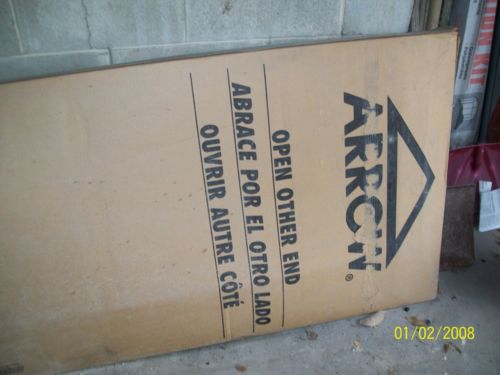 ARROW®
OPEN OTHER END
ABRACE POR EL OTRO LADO
OUVRIR AUTRE CÔTÉ
01/02/2008